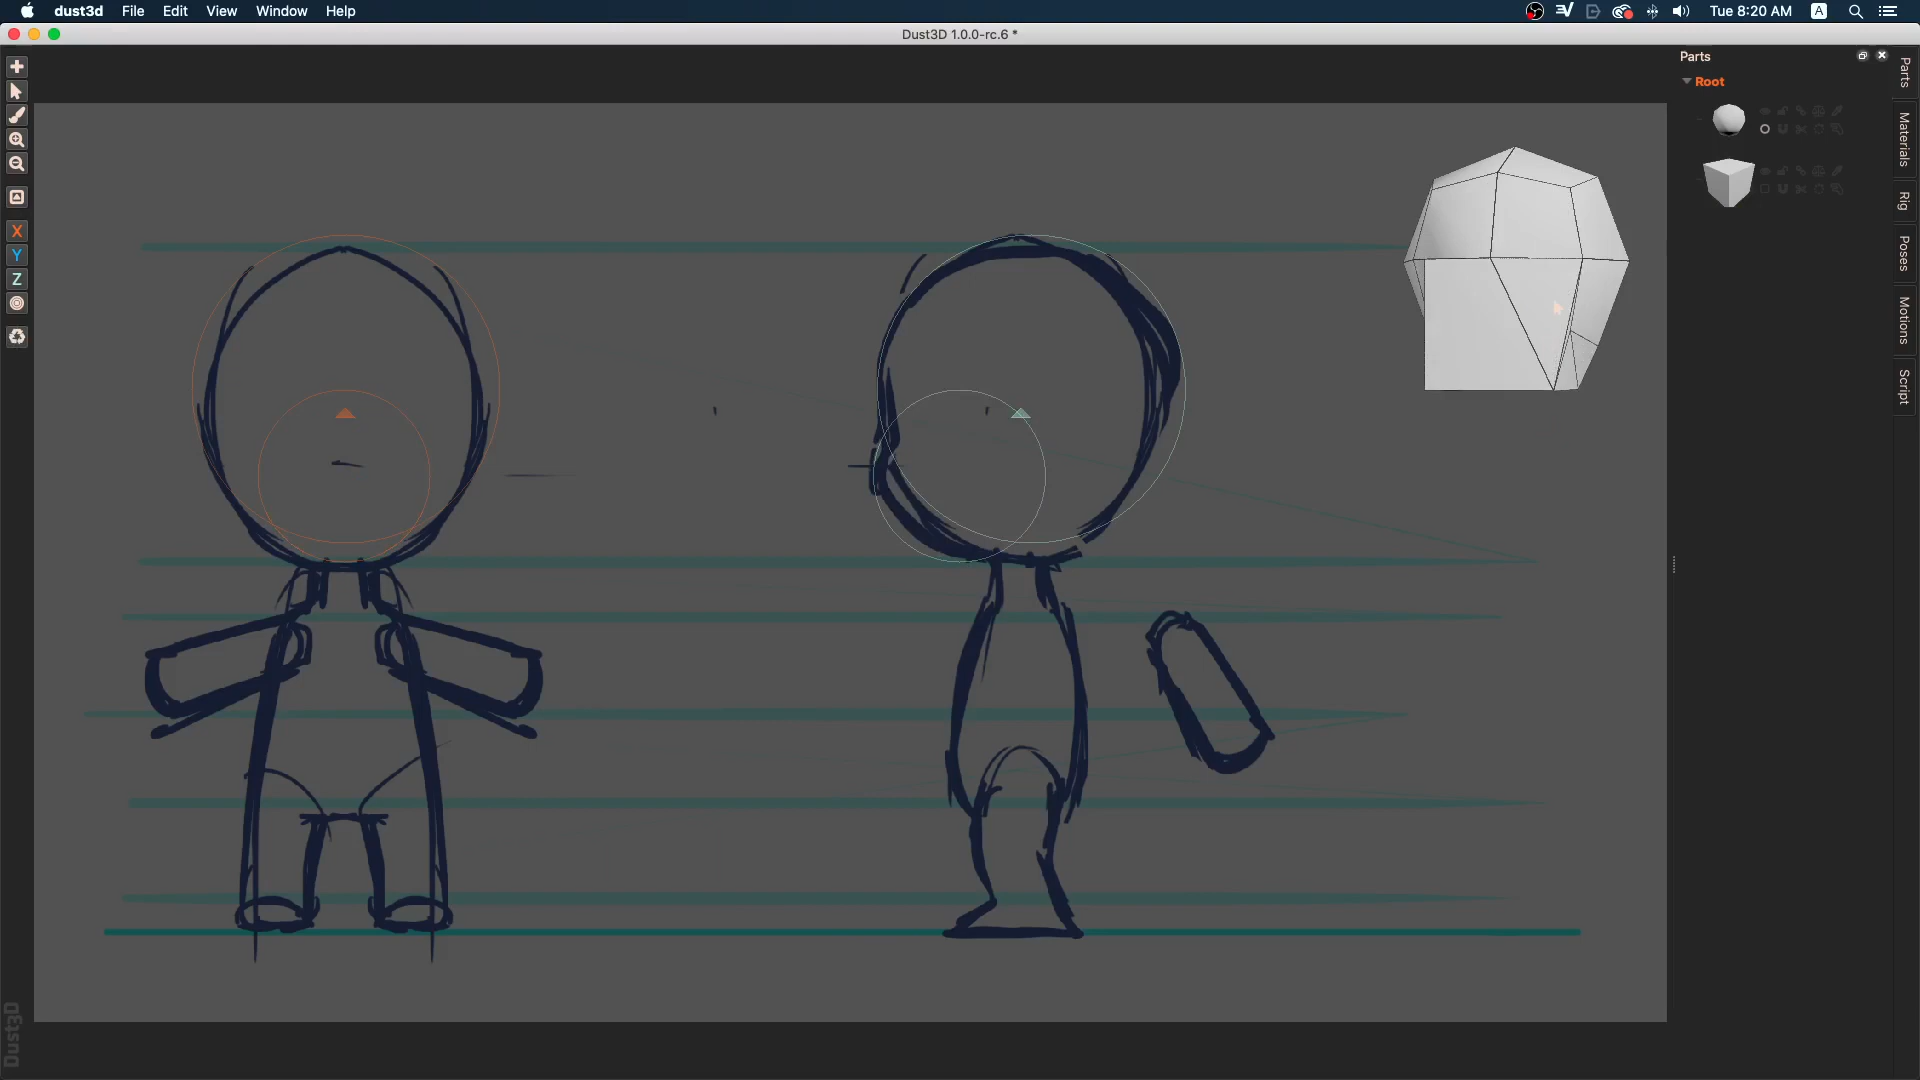 dust3d File Edit View Window Help
Tue 8:20 AM A
Dust3D 1.0.0-rc.6 *
Parts
Root
X
Y
Z
Parts
Materials
Rig
Poses
Motions
Script
Dust3D